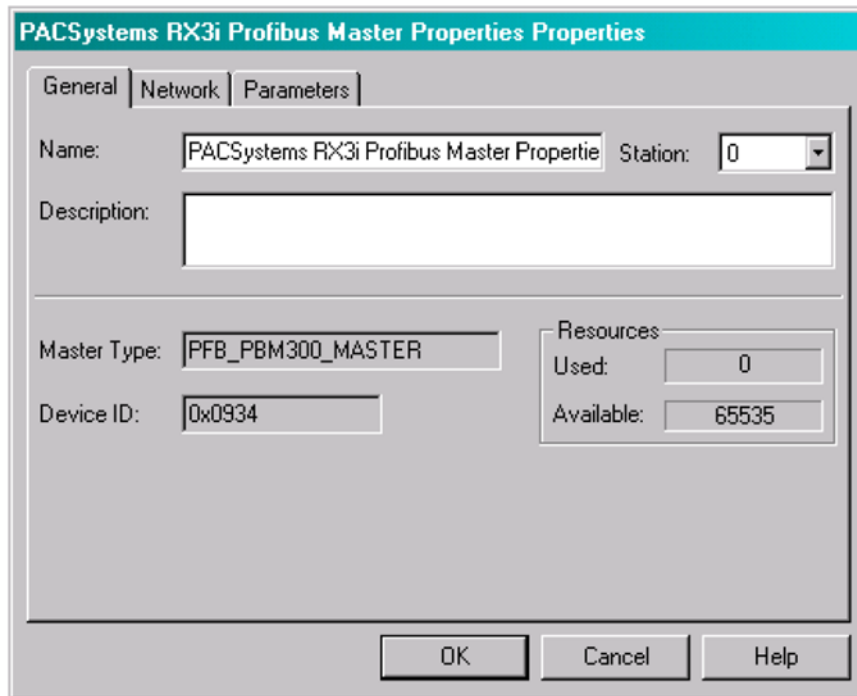 PACSystems RX3i Profibus Master Properties Properties
General Network Parameters
Name: PACSystems RX3i Profibus Master Propertie Station: 0
Description:
Resources
Master Type: PFB_PBM300_MASTER Used: 0
Device ID: 0x0934 Available: 65535
OK Cancel Help